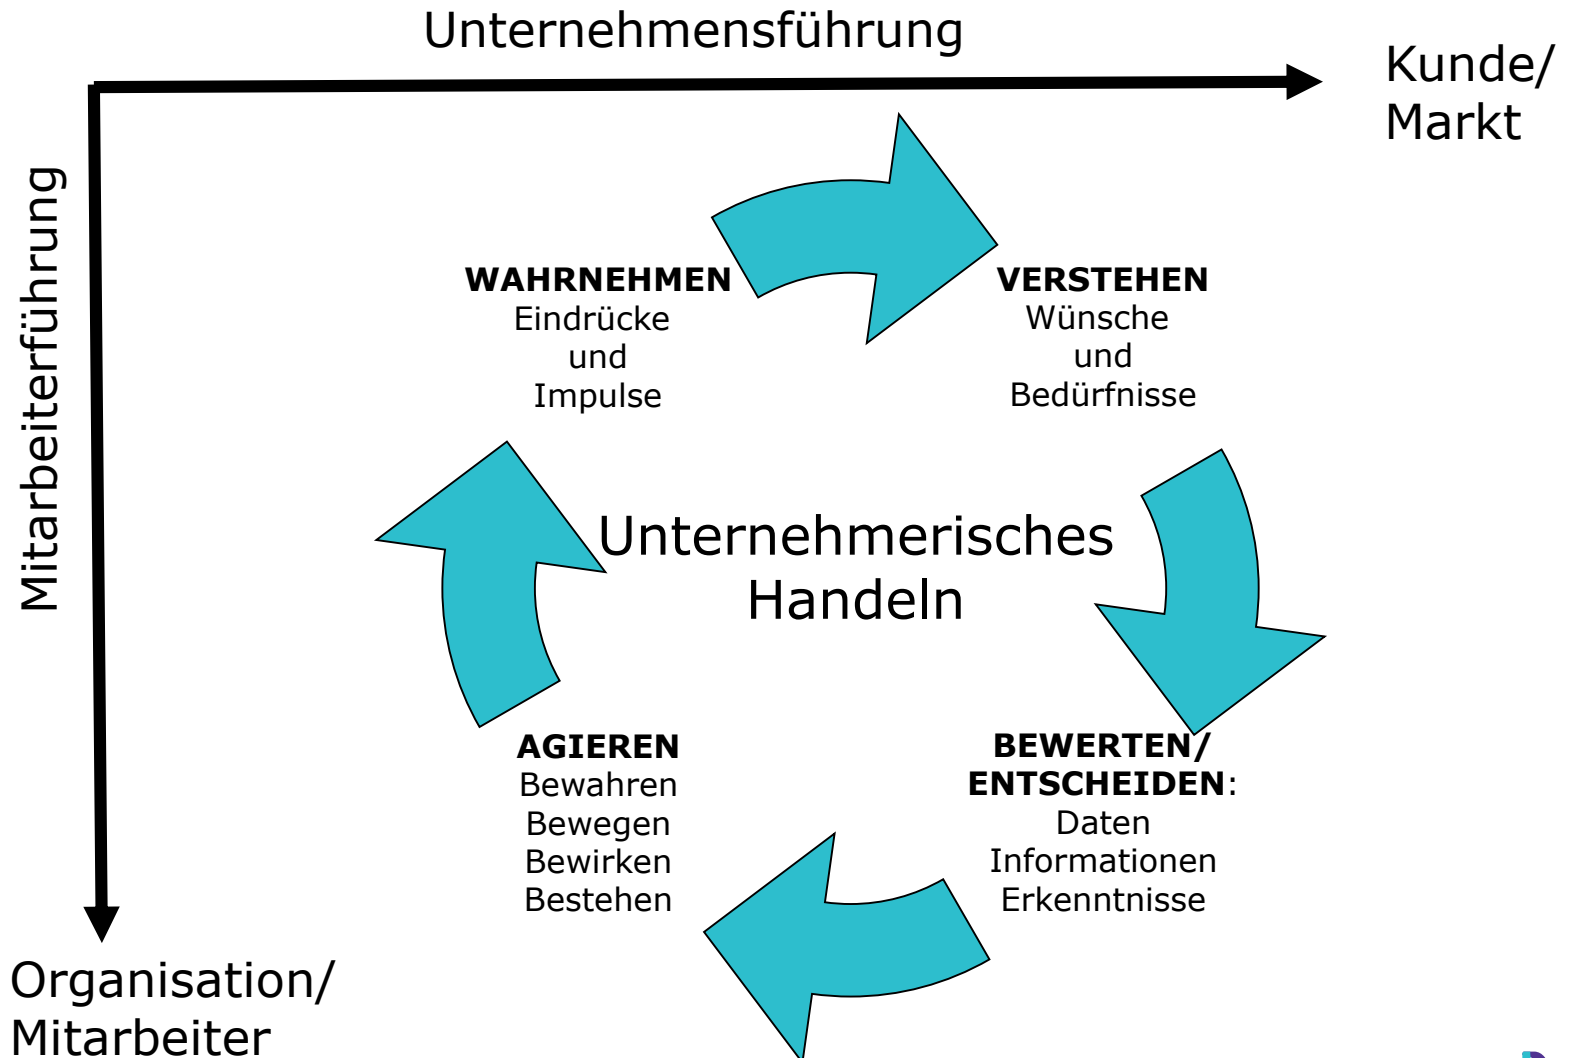 Unternehmensführung
Kunde/
Markt
Mitarbeiterführung
WAHRNEHMEN
Eindrücke
und
Impulse
VERSTEHEN
Wünsche
und
Bedürfnisse
Unternehmerisches
Handeln
AGIEREN
Bewahren
Bewegen
Bewirken
Bestehen
BEWERTEN/
ENTSCHEIDEN:
Daten
Informationen
Erkenntnisse
Organisation/
Mitarbeiter